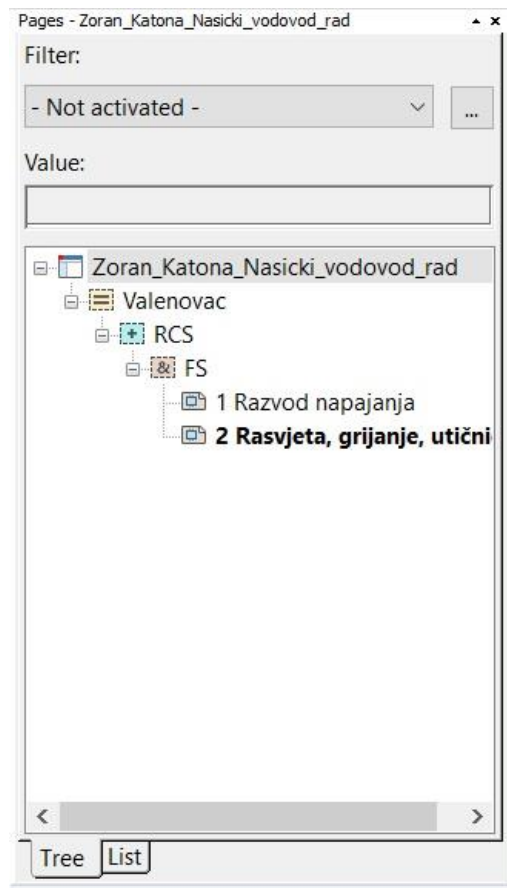 Pages - Zoran_Katona_Nasicki_vodovod_rad
Filter:
- Not activated -
...
Value:
Zoran_Katona_Nasicki_vodovod_rad
Valenovac
RCS
& FS
1 Razvod napajanja
2 Rasvjeta, grijanje, utični
Tree List